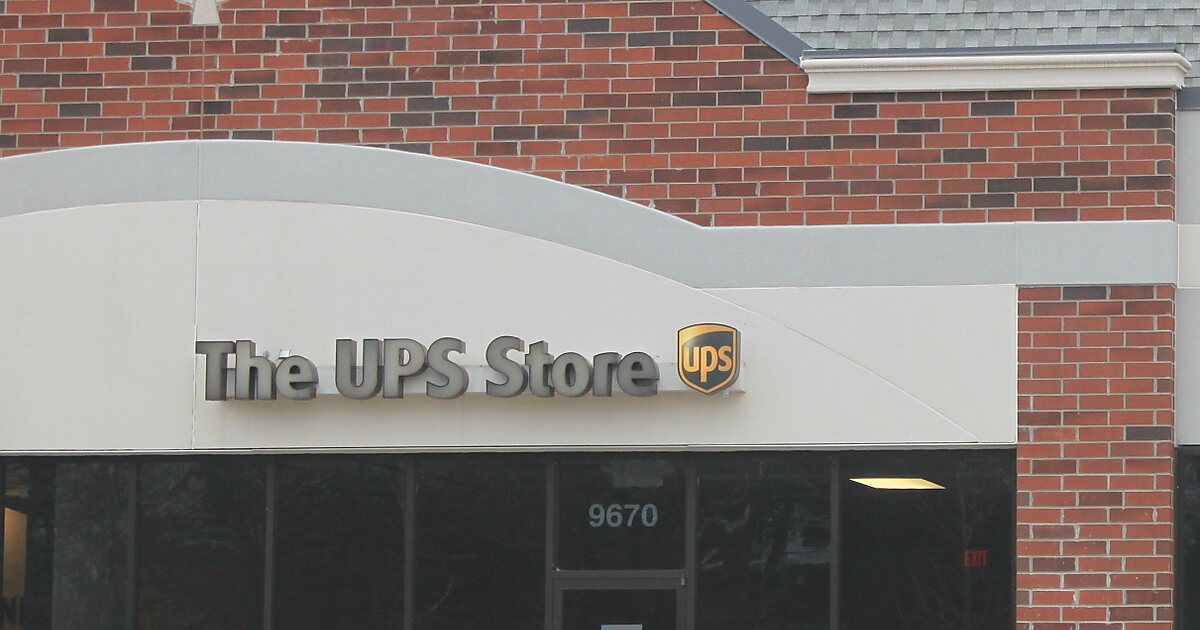 The UPS Store
ups
9670
EXIT